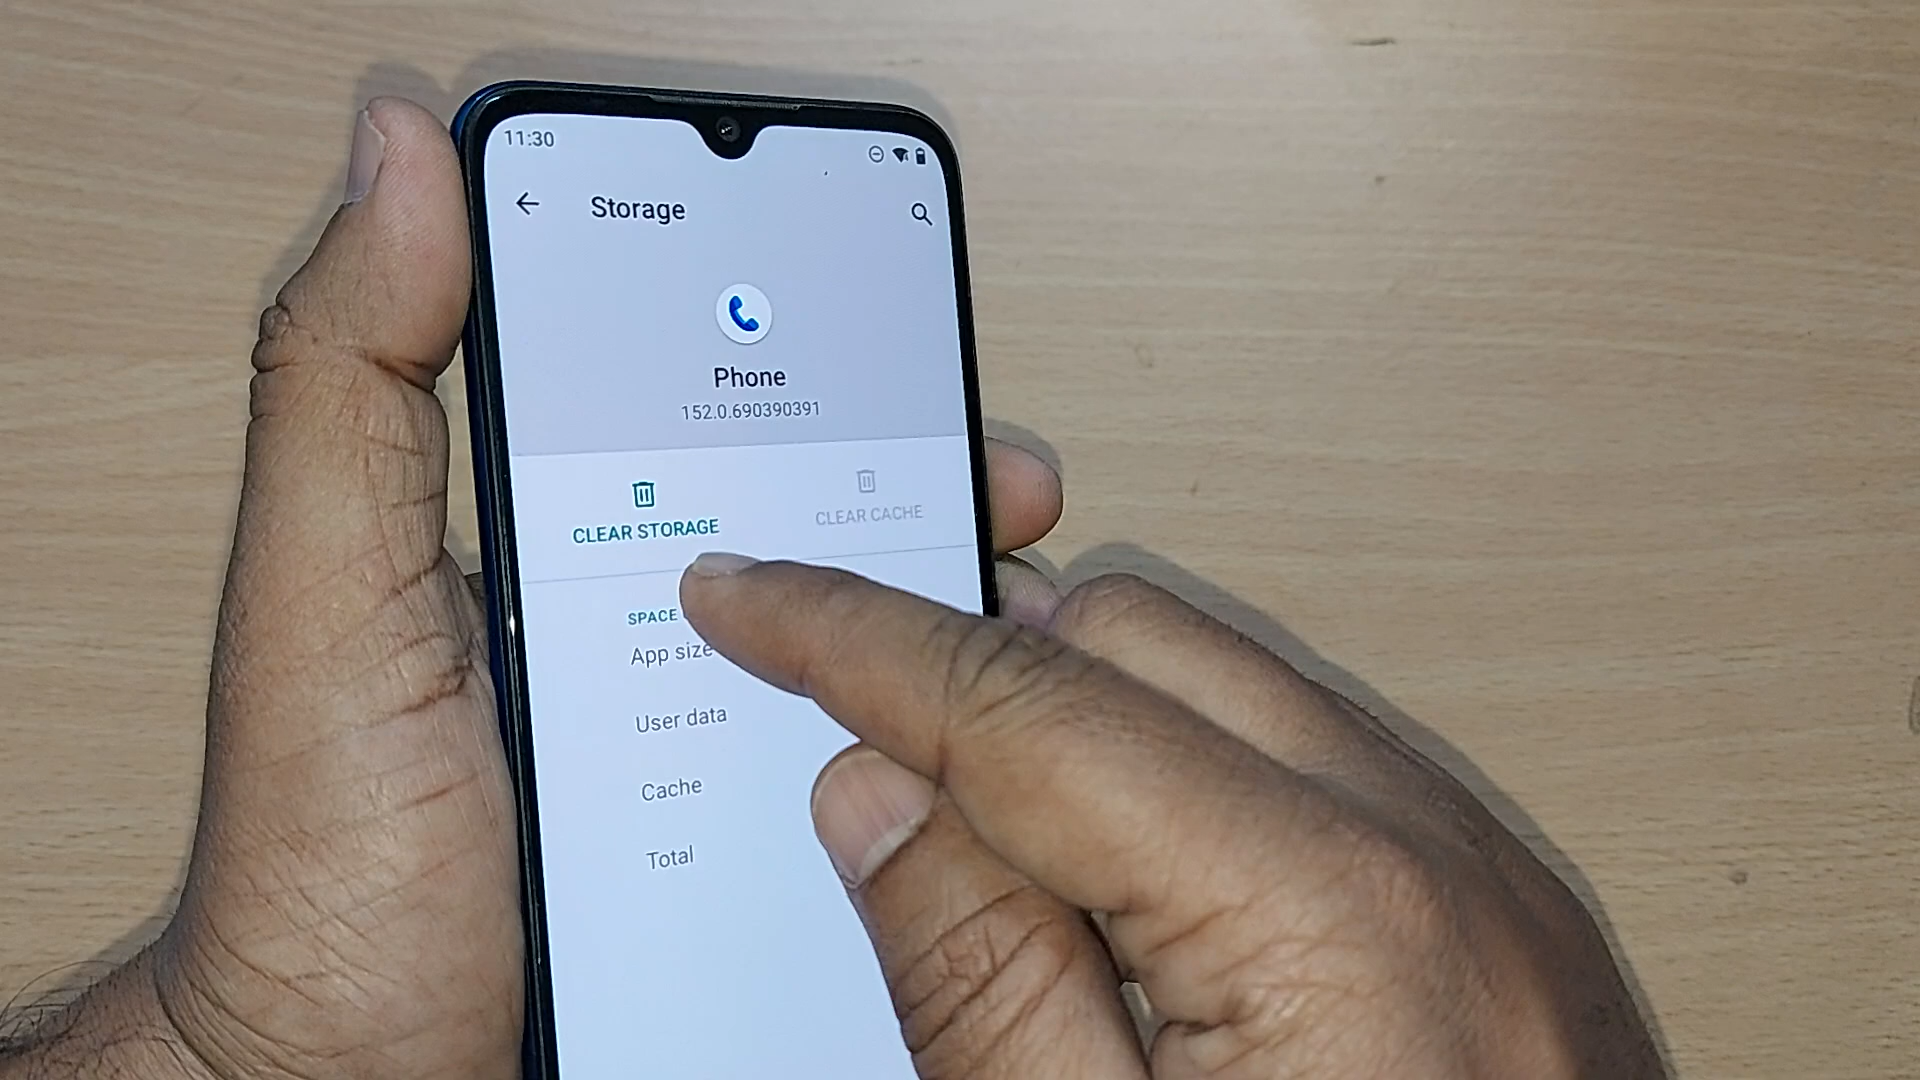 11:30
Storage
Phone
152.0.690390391
CLEAR STORAGE
CLEAR CACHE
SPACE
App size
User data
Cache
Total